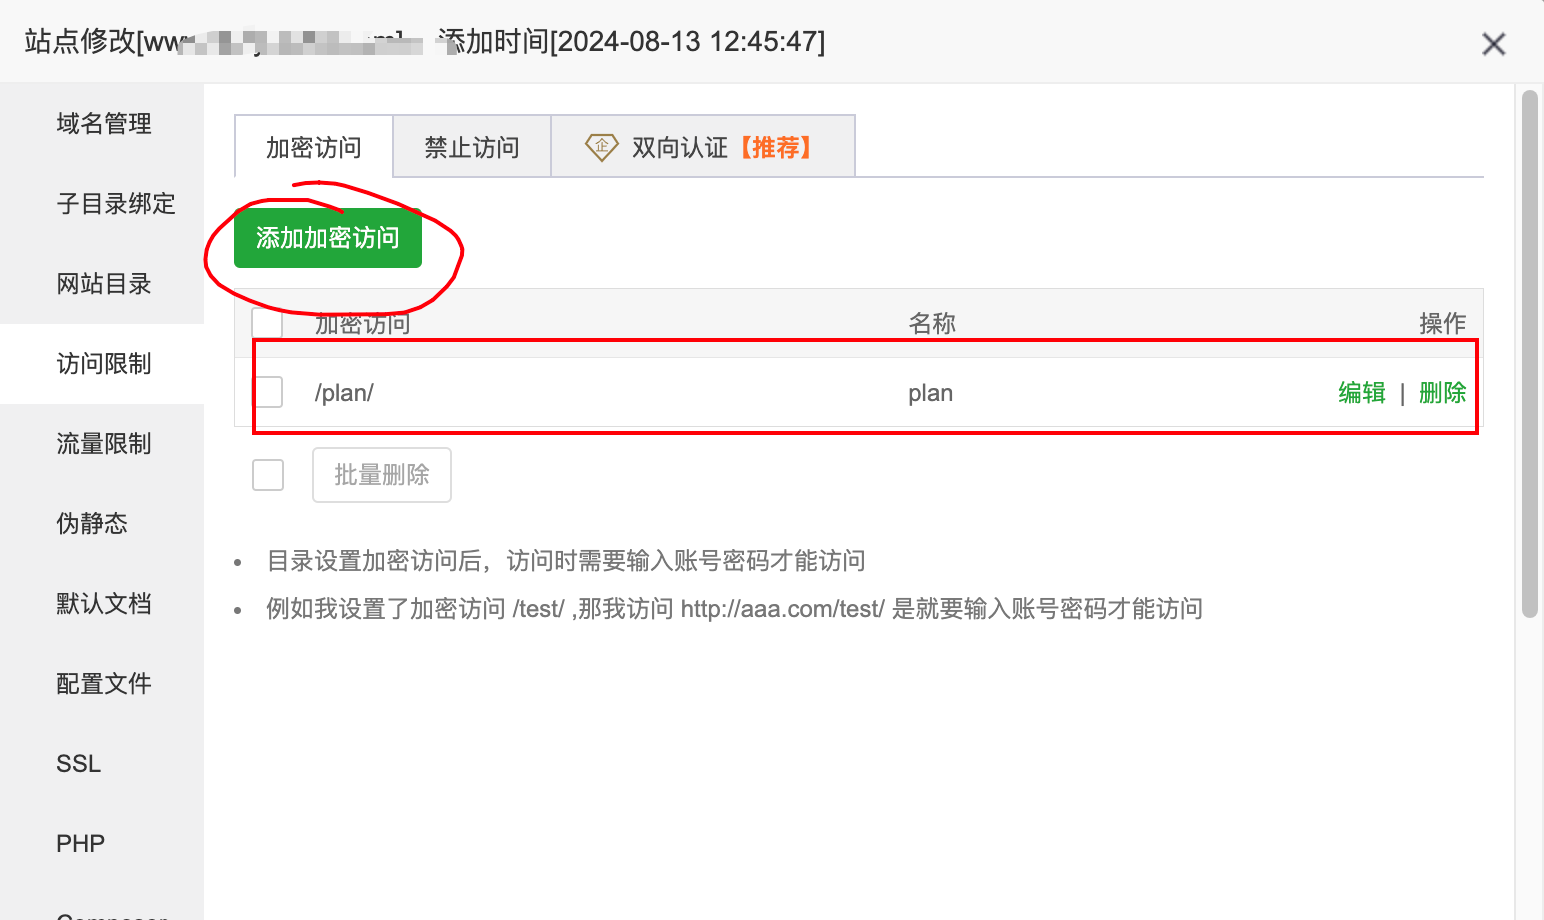 站点修改[ww 添加时间[2024-08-13 12:45:47]
域名管理
子目录绑定
网站目录
访问限制
流量限制
伪静态
默认文档
配置文件
SSL
PHP
Composer
加密访问 禁止访问 企 双向认证【推荐】
添加加密访问
加密访问 名称 操作
/plan/ plan 编辑 | 删除
批量删除
• 目录设置加密访问后，访问时需要输入账号密码才能访问
• 例如我设置了加密访问 /test/ ,那我访问 http://aaa.com/test/ 是就要输入账号密码才能访问